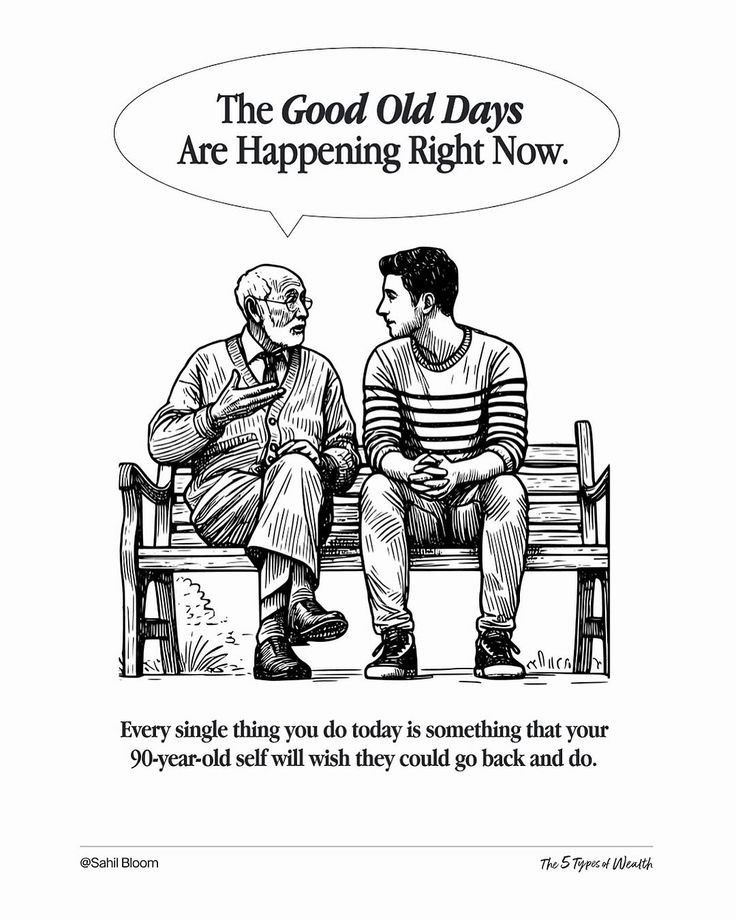 The Good Old Days
Are Happening Right Now.
Every single thing you do today is something that your
90-year-old self will wish they could go back and do.
@Sahil Bloom
The 5 Types of Wealth